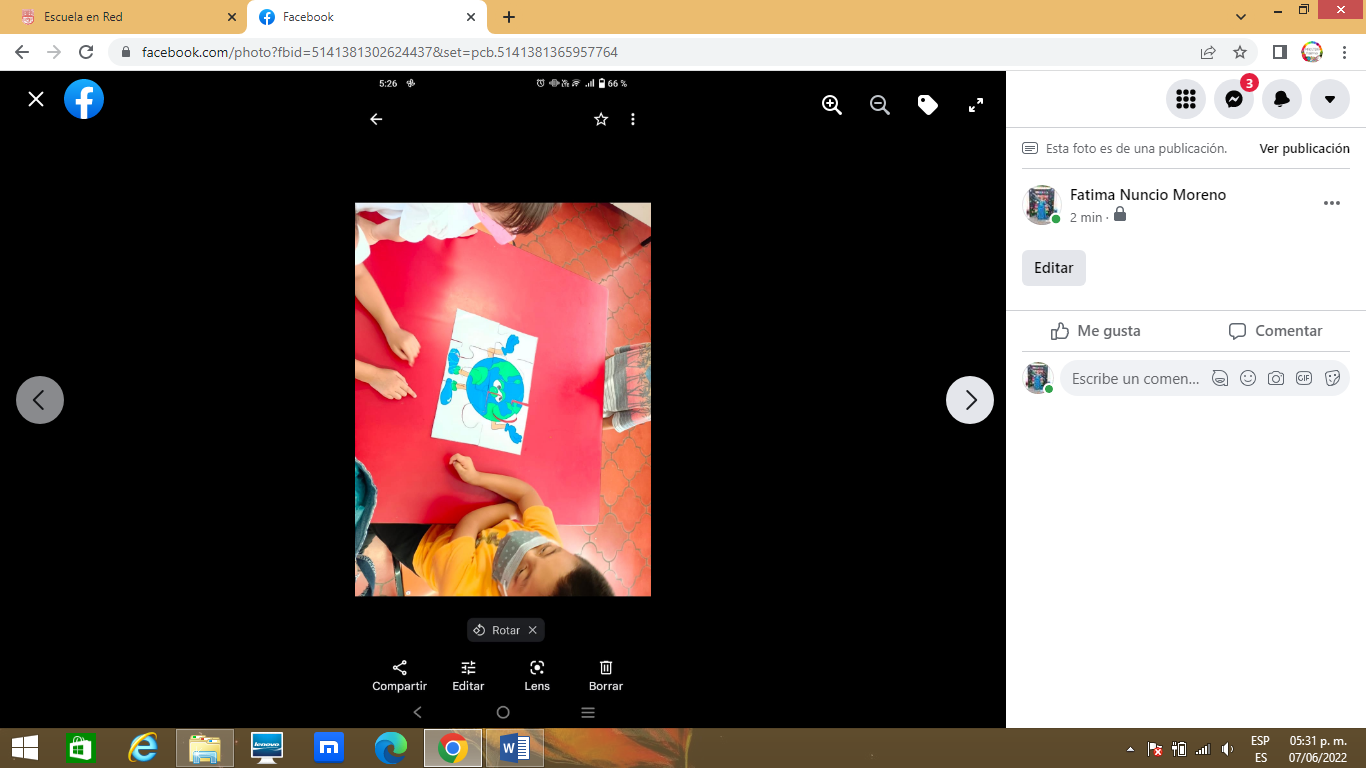 Escuela en Red
Facebook
facebook.com/photo?fbid=5141381302624437&set=pcb.5141381365957764
5:26
66 %
3
Esta foto es de una publicación.
Ver publicación
Fatima Nuncio Moreno
2 min ·
Editar
Me gusta
Comentar
Escribe un comen...
GIF
Rotar
Compartir
Editar
Lens
Borrar
lenovo
ESP
ES
05:31 p. m.
07/06/2022